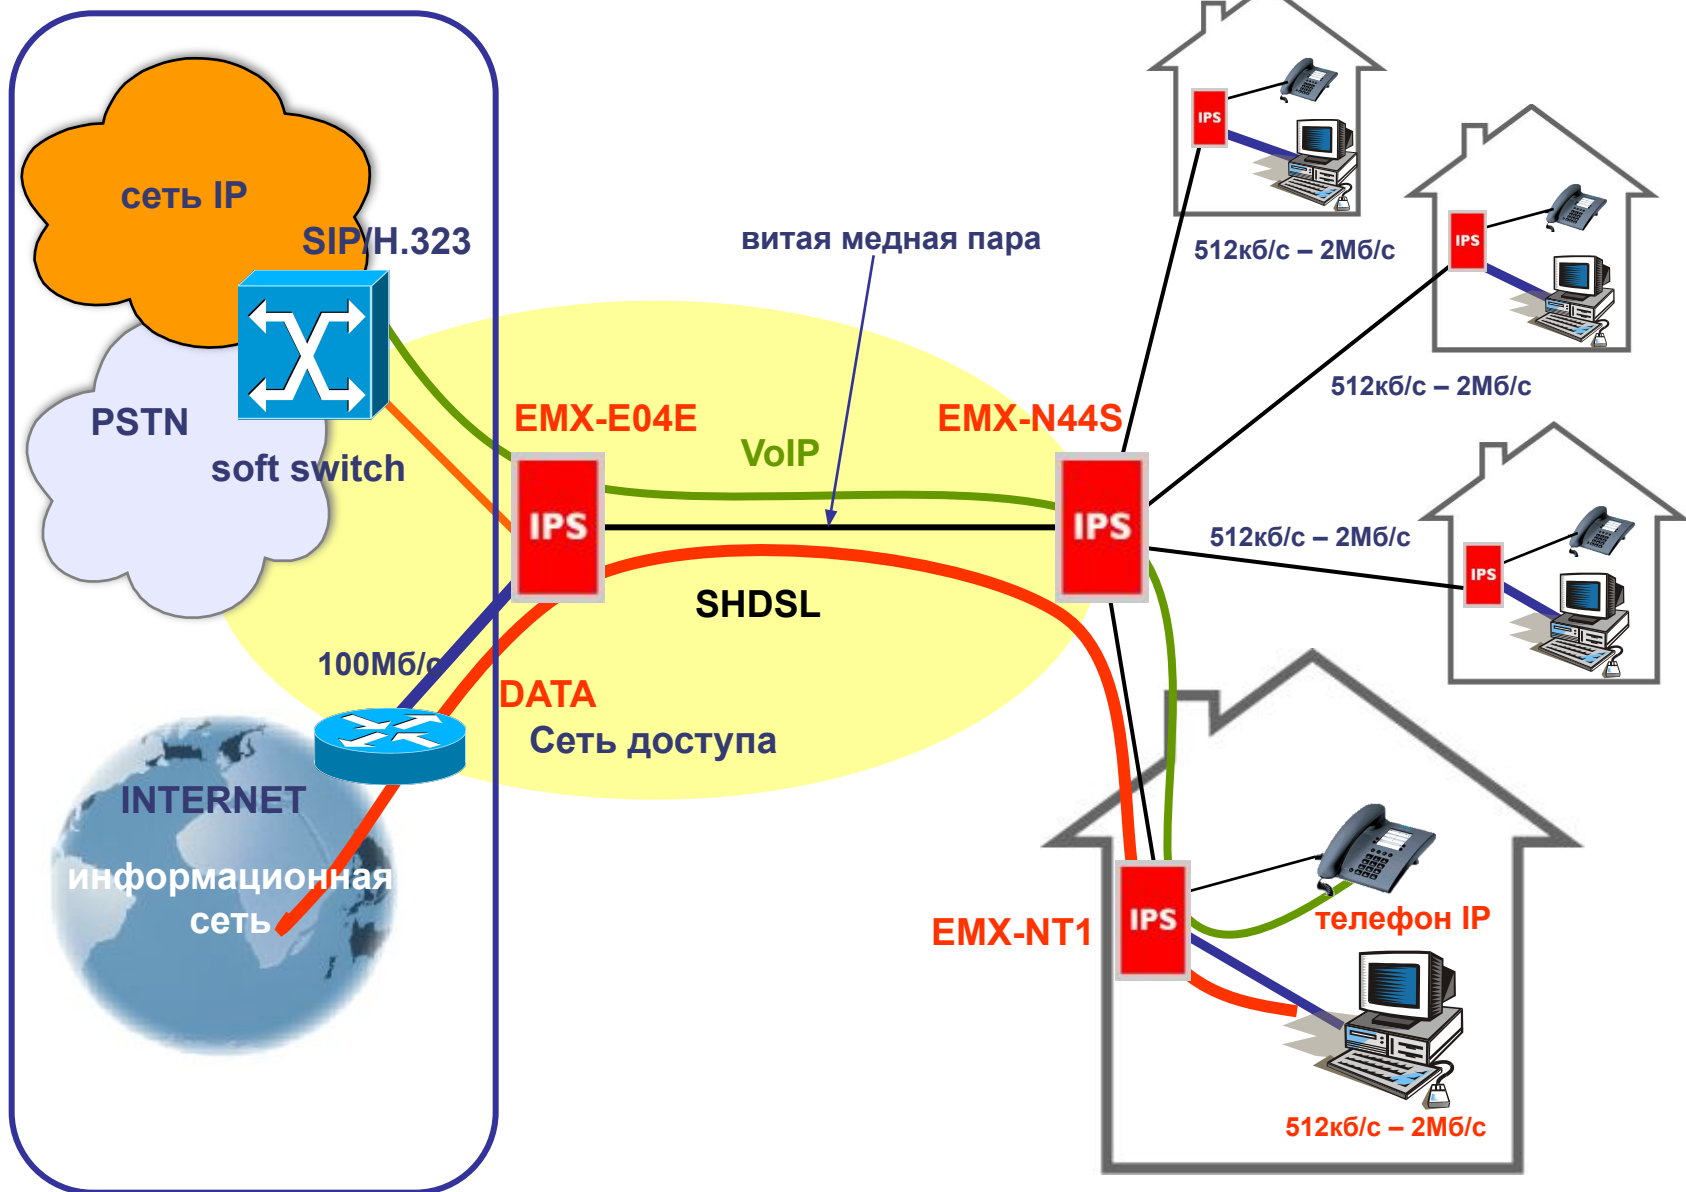 сеть IP
SIP/H.323
PSTN
soft switch
EMX-E04E
IPS
VoIP
витая медная пара
SHDSL
EMX-N44S
IPS
100Мб/с
DATA
Сеть доступа
INTERNET
информационная
сеть
IPS
512кб/с – 2Мб/с
IPS
512кб/с – 2Мб/с
512кб/с – 2Мб/с
IPS
EMX-NT1
IPS
телефон IP
512кб/с – 2Мб/с